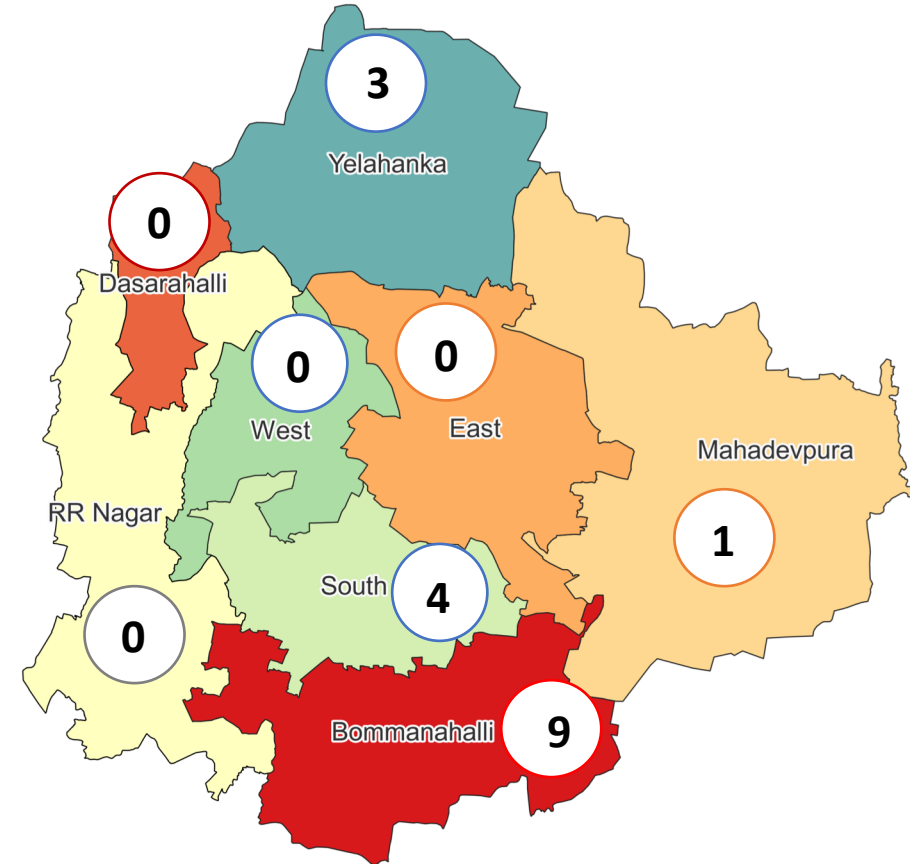 3
Yelahanka
0
Dasarahalli
0
0
West
East
Mahadevpura
RR Nagar
1
South
4
0
Bommanahalli
9